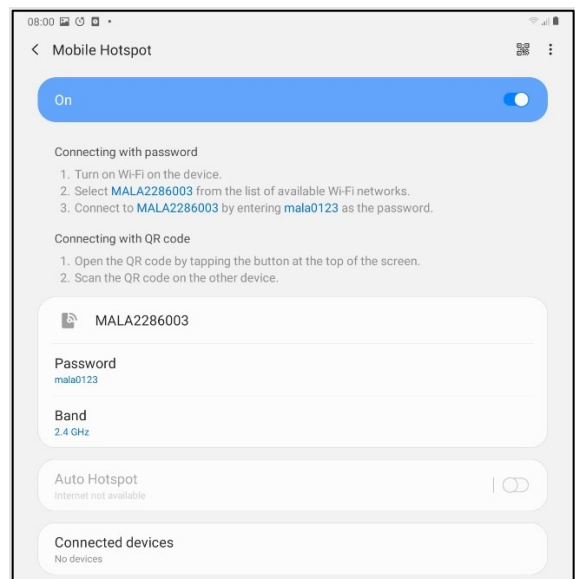 08:00
Mobile Hotspot
On
Connecting with password
1. Turn on Wi-Fi on the device.
2. Select MALA2286003 from the list of available Wi-Fi networks.
3. Connect to MALA2286003 by entering mala0123 as the password.
Connecting with QR code
1. Open the QR code by tapping the button at the top of the screen.
2. Scan the QR code on the other device.
MALA2286003
Password
mala0123
Band
2.4 GHz
Auto Hotspot
Internet not available
Connected devices
No devices